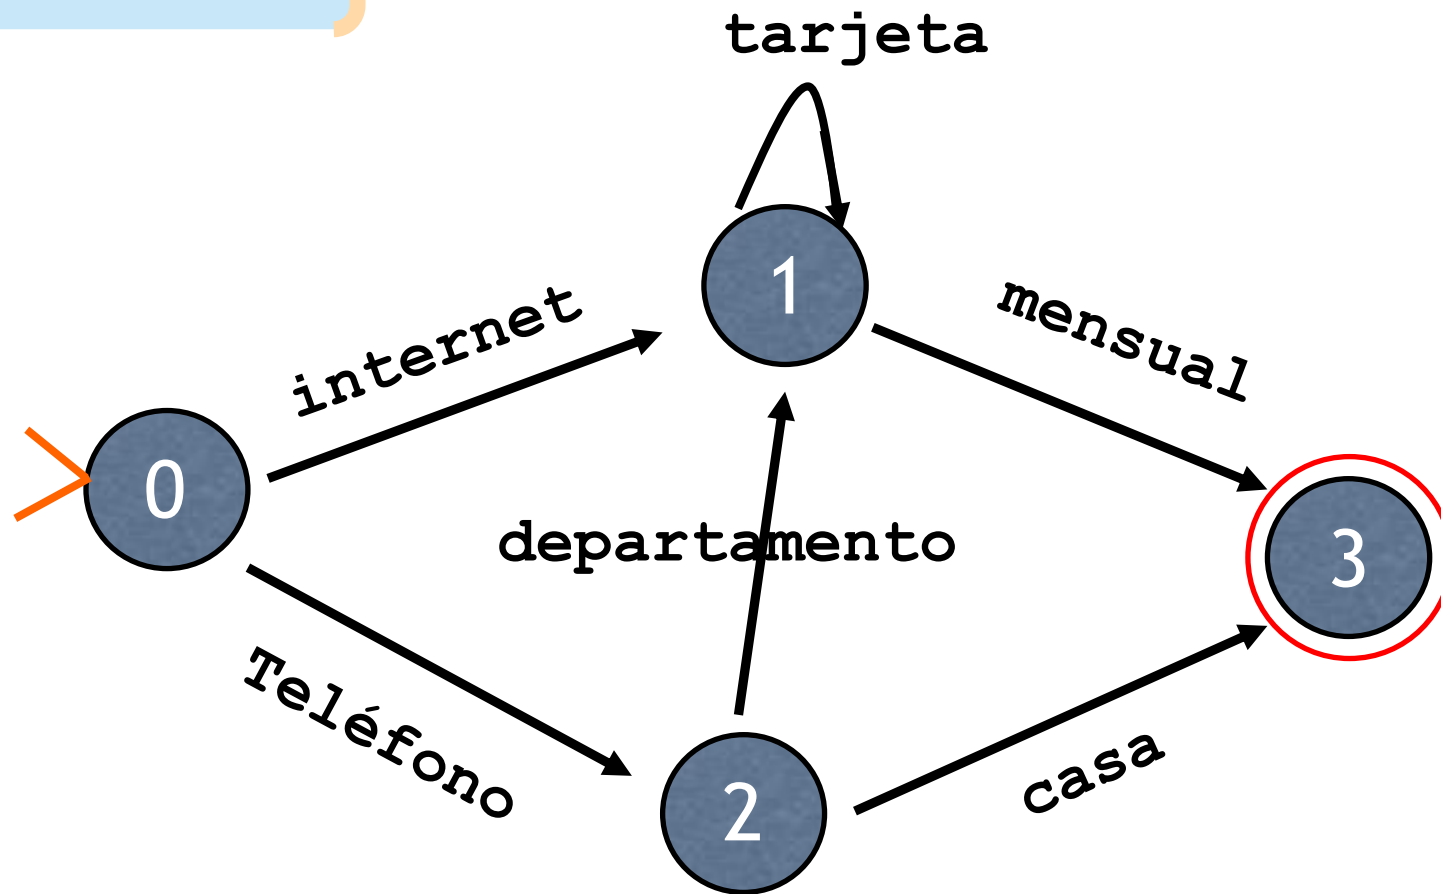 tarjeta
1
internet
mensual
0
departamento
3
Teléfono
casa
2